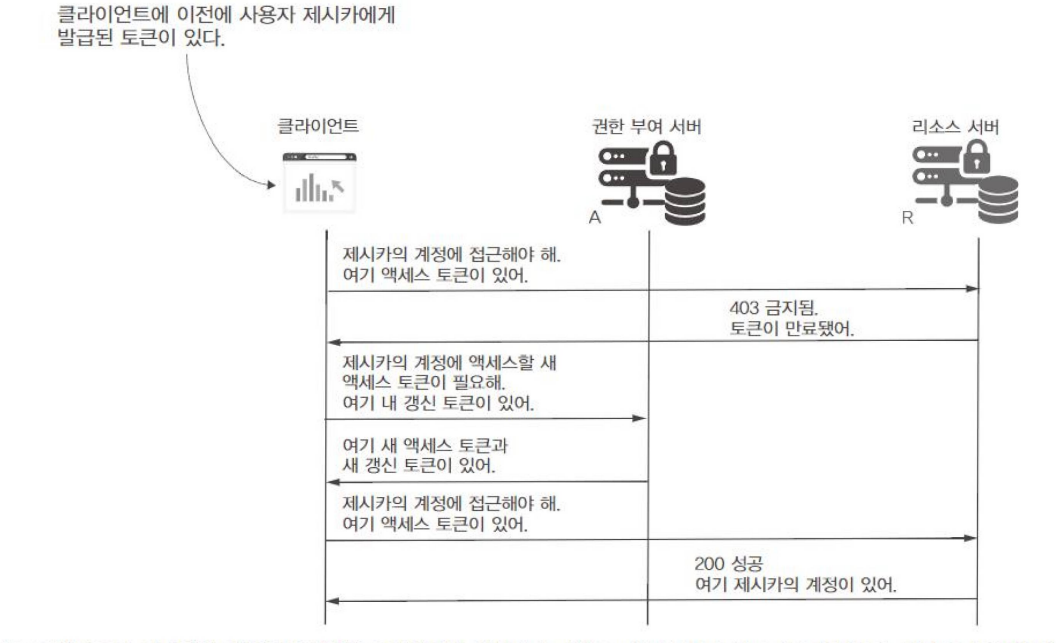 클라이언트에 이전에 사용자 제시카에게
발급된 토큰이 있다.
클라이언트
권한 부여 서버
리소스 서버
A
R
제시카의 계정에 접근해야 해.
여기 액세스 토큰이 있어.
403 금지됨.
토큰이 만료됐어.
제시카의 계정에 액세스할 새
액세스 토큰이 필요해.
여기 내 갱신 토큰이 있어.
여기 새 액세스 토큰과
새 갱신 토큰이 있어.
제시카의 계정에 접근해야 해.
여기 액세스 토큰이 있어.
200 성공
여기 제시카의 계정이 있어.